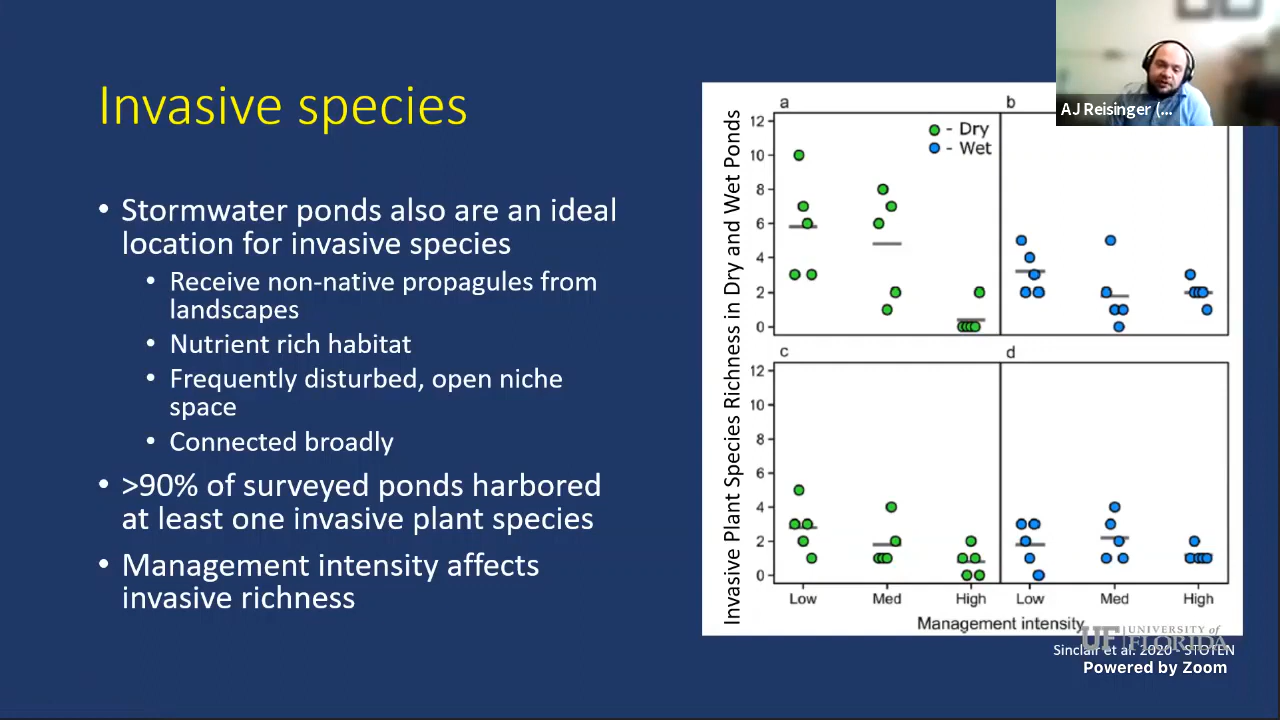 Invasive species
• Stormwater ponds also are an ideal
location for invasive species
• Receive non-native propagules from
landscapes
• Nutrient rich habitat
• Frequently disturbed, open niche
space
• Connected broadly
• >90% of surveyed ponds harbored
at least one invasive plant species
• Management intensity affects
invasive richness
Invasive Plant Species Richness in Dry and Wet Ponds
a
b
- Dry
- Wet
12
10
8
6
4
2
0
c
d
12
10
8
6
4
2
0
Low Med High Low Med High
Management intensity
AJ Reisinger (...
UF UNIVERSITY of
FLORIDA
Sinclair et al. 2020 - STOTEN
Powered by Zoom